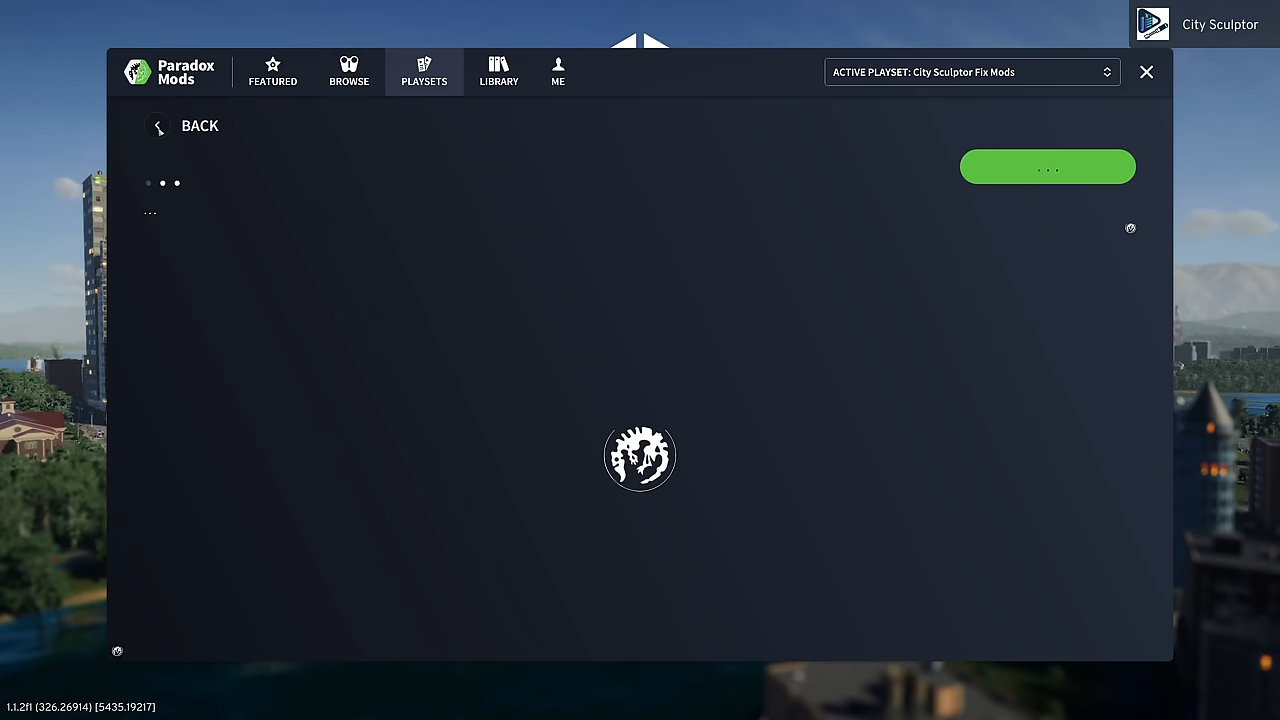 City Sculptor
Paradox
Mods
FEATURED
BROWSE
PLAYSETS
LIBRARY
ME
ACTIVE PLAYSET: City Sculptor Fix Mods
BACK
...
...
1.1.2f1 (326.26914) [5435.19217]